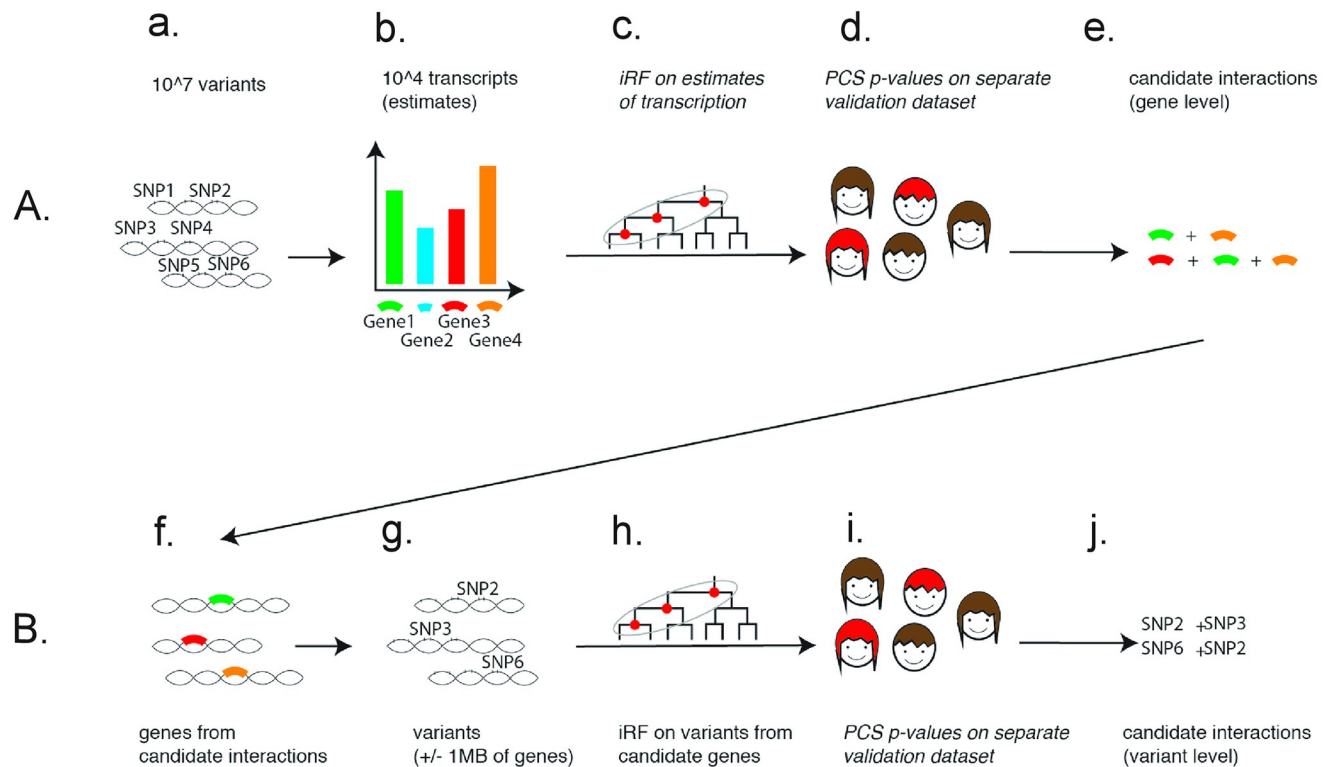 a.
b.
c.
d.
e.
10^7 variants
10^4 transcripts
(estimates)
iRF on estimates
of transcription
PCS p-values on separate
validation dataset
candidate interactions
(gene level)
A.
SNP1 SNP2
SNP3 SNP4
SNP5 SNP6
Gene1
Gene2
Gene3
Gene4
+
+ +
f.
g.
h.
i.
j.
B.
SNP2
SNP3
SNP6
SNP2 +SNP3
SNP6 +SNP2
genes from
candidate interactions
variants
(+/- 1MB of genes)
iRF on variants from
candidate genes
PCS p-values on separate
validation dataset
candidate interactions
(variant level)